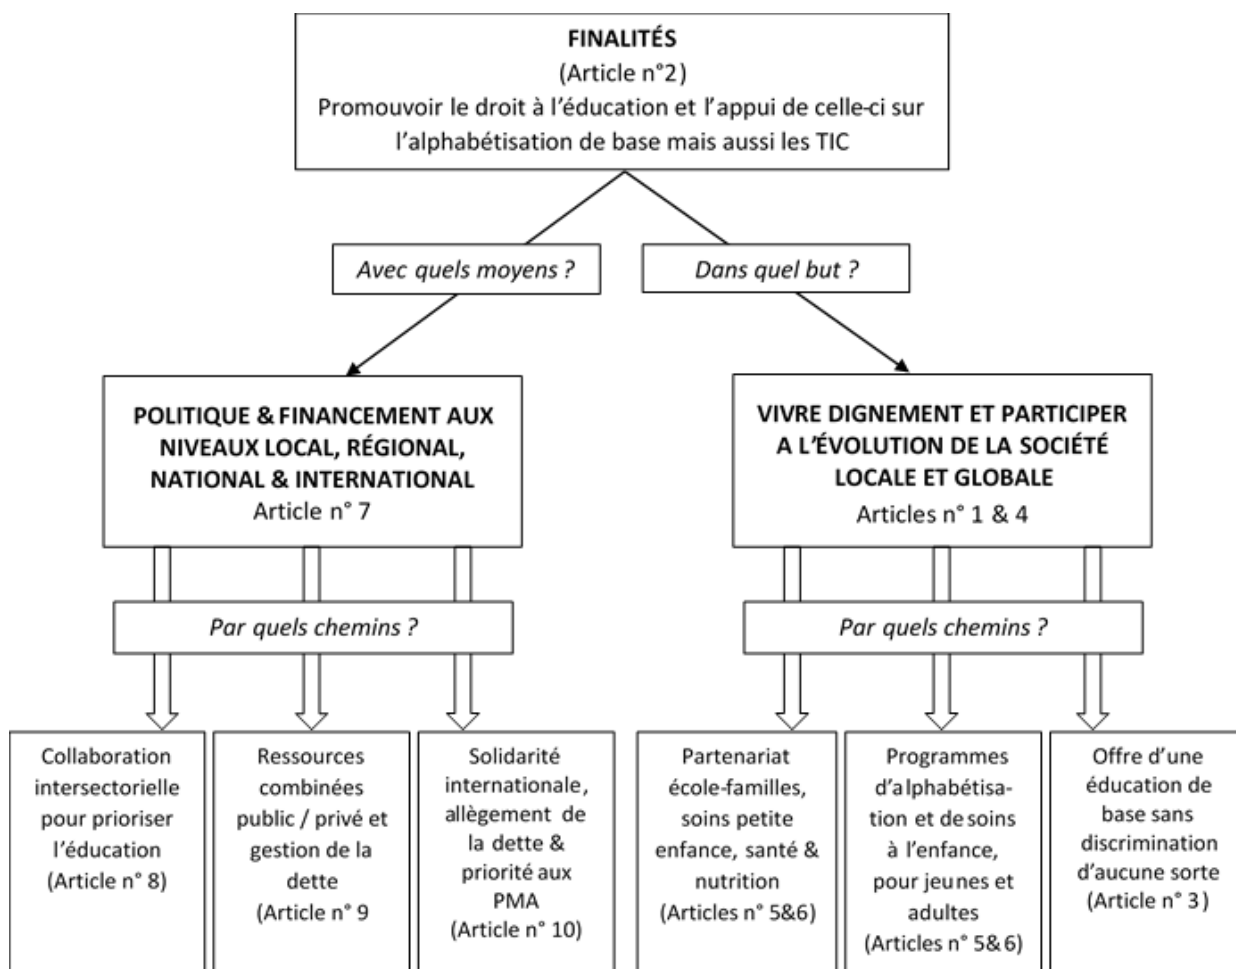 FINALITÉS
(Article n°2)
Promouvoir le droit à l'éducation et l'appui de celle-ci sur
l'alphabétisation de base mais aussi les TIC
Avec quels moyens ?
Dans quel but ?
POLITIQUE & FINANCEMENT AUX
NIVEAUX LOCAL, RÉGIONAL,
NATIONAL & INTERNATIONAL
Article n° 7
VIVRE DIGNEMENT ET PARTICIPER
A L'ÉVOLUTION DE LA SOCIÉTÉ
LOCALE ET GLOBALE
Articles n° 1 & 4
Par quels chemins ?
Par quels chemins ?
Collaboration
intersectorielle
pour prioriser
l'éducation
(Article n° 8)
Ressources
combinées
public / privé et
gestion de la
dette
(Article n° 9
Solidarité
internationale,
allègement de
la dette &
priorité aux
PMA
(Article n° 10)
Partenariat
école-familles,
soins petite
enfance, santé &
nutrition
(Articles n° 5&6)
Programmes
d'alphabétisa-
tion et de soins
à l'enfance,
pour jeunes et
adultes
(Articles n° 5&6)
Offre d'une
éducation de
base sans
discrimination
d'aucune sorte
(Article n° 3)